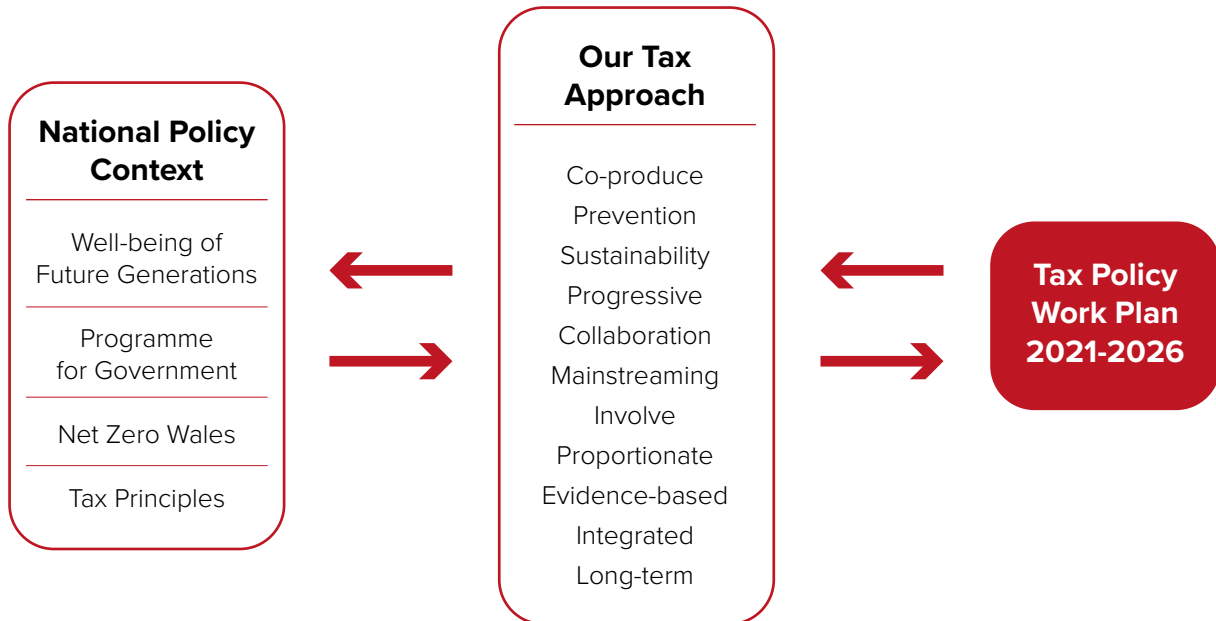 National Policy
Context
Well-being of
Future Generations
Programme
for Government
Net Zero Wales
Tax Principles
Our Tax
Approach
Co-produce
Prevention
Sustainability
Progressive
Collaboration
Mainstreaming
Involve
Proportionate
Evidence-based
Integrated
Long-term
Tax Policy
Work Plan
2021-2026